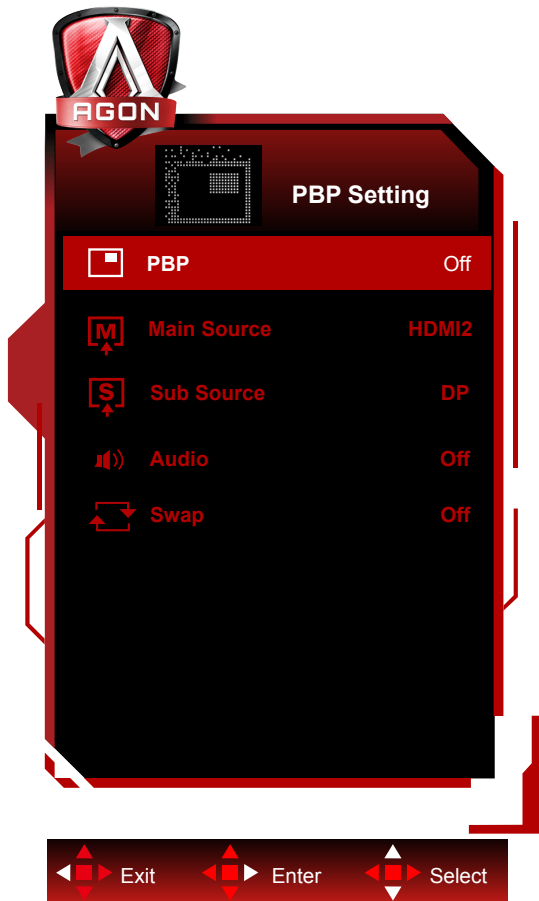 AGON
PBP Setting
PBP Off
M Main Source HDMI2
S Sub Source DP
Audio Off
Swap Off
Exit Enter Select